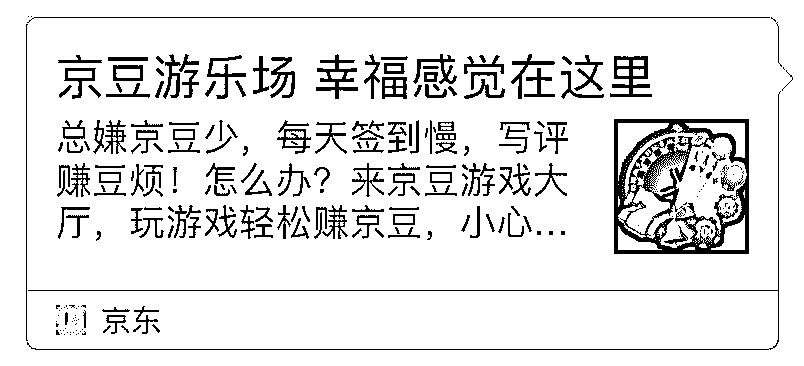 京豆游乐场 幸福感觉在这里
总嫌京豆少，每天签到慢，写评
赚豆烦！怎么办？来京豆游戏大
厅，玩游戏轻松赚京豆，小心...
京东